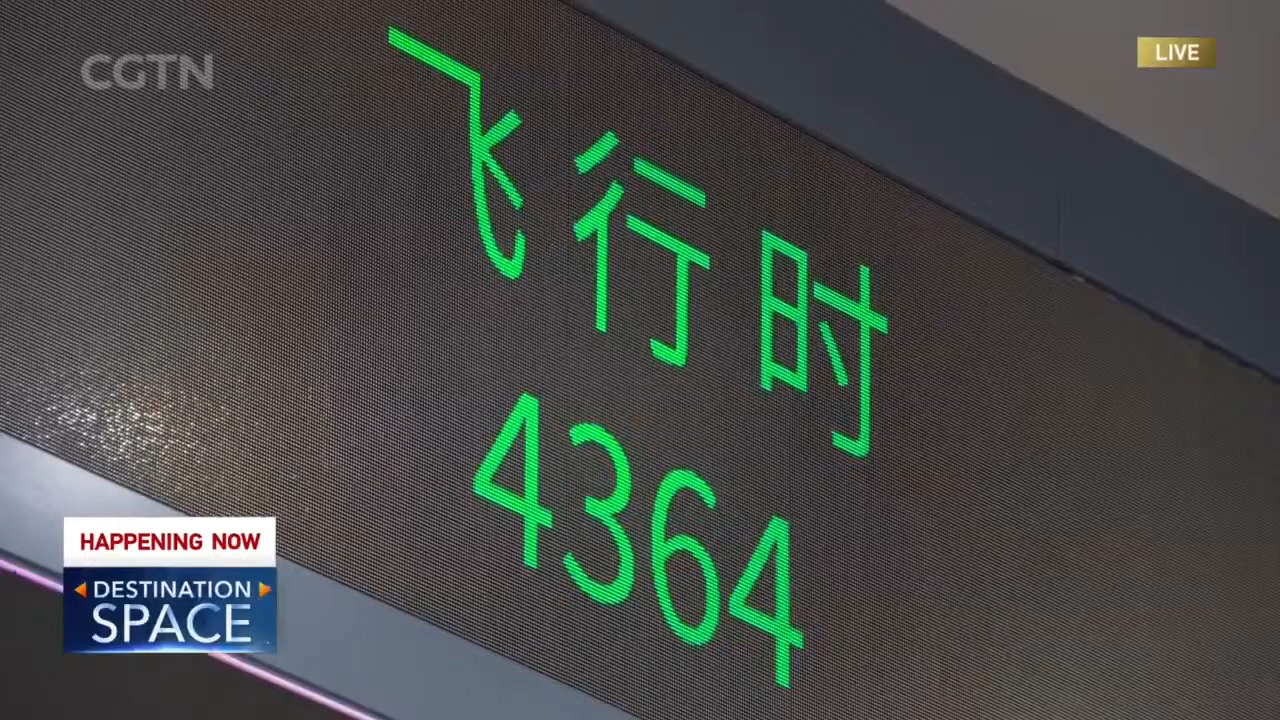 CGTN
LIVE
飞行时
4364
HAPPENING NOW
DESTINATION
SPACE